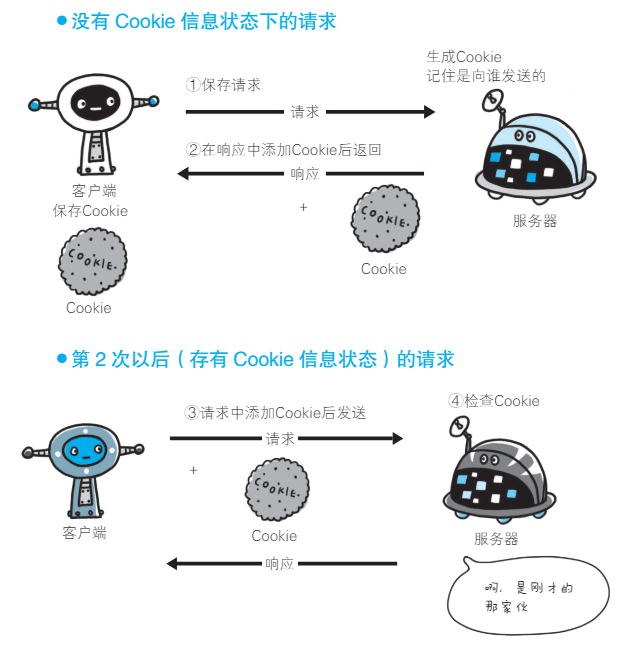 ●没有 Cookie 信息状态下的请求
生成Cookie
记住是向谁发送的
①保存请求
请求
②在响应中添加Cookie后返回
响应
客户端
保存Cookie
+
COOKIE.
服务器
Cookie
COOKIE.
Cookie
●第 2 次以后（存有 Cookie 信息状态）的请求
④检查Cookie
③请求中添加Cookie后发送
请求
+
COOKIE.
客户端
Cookie
服务器
响应
啊，是刚才的
那家伙